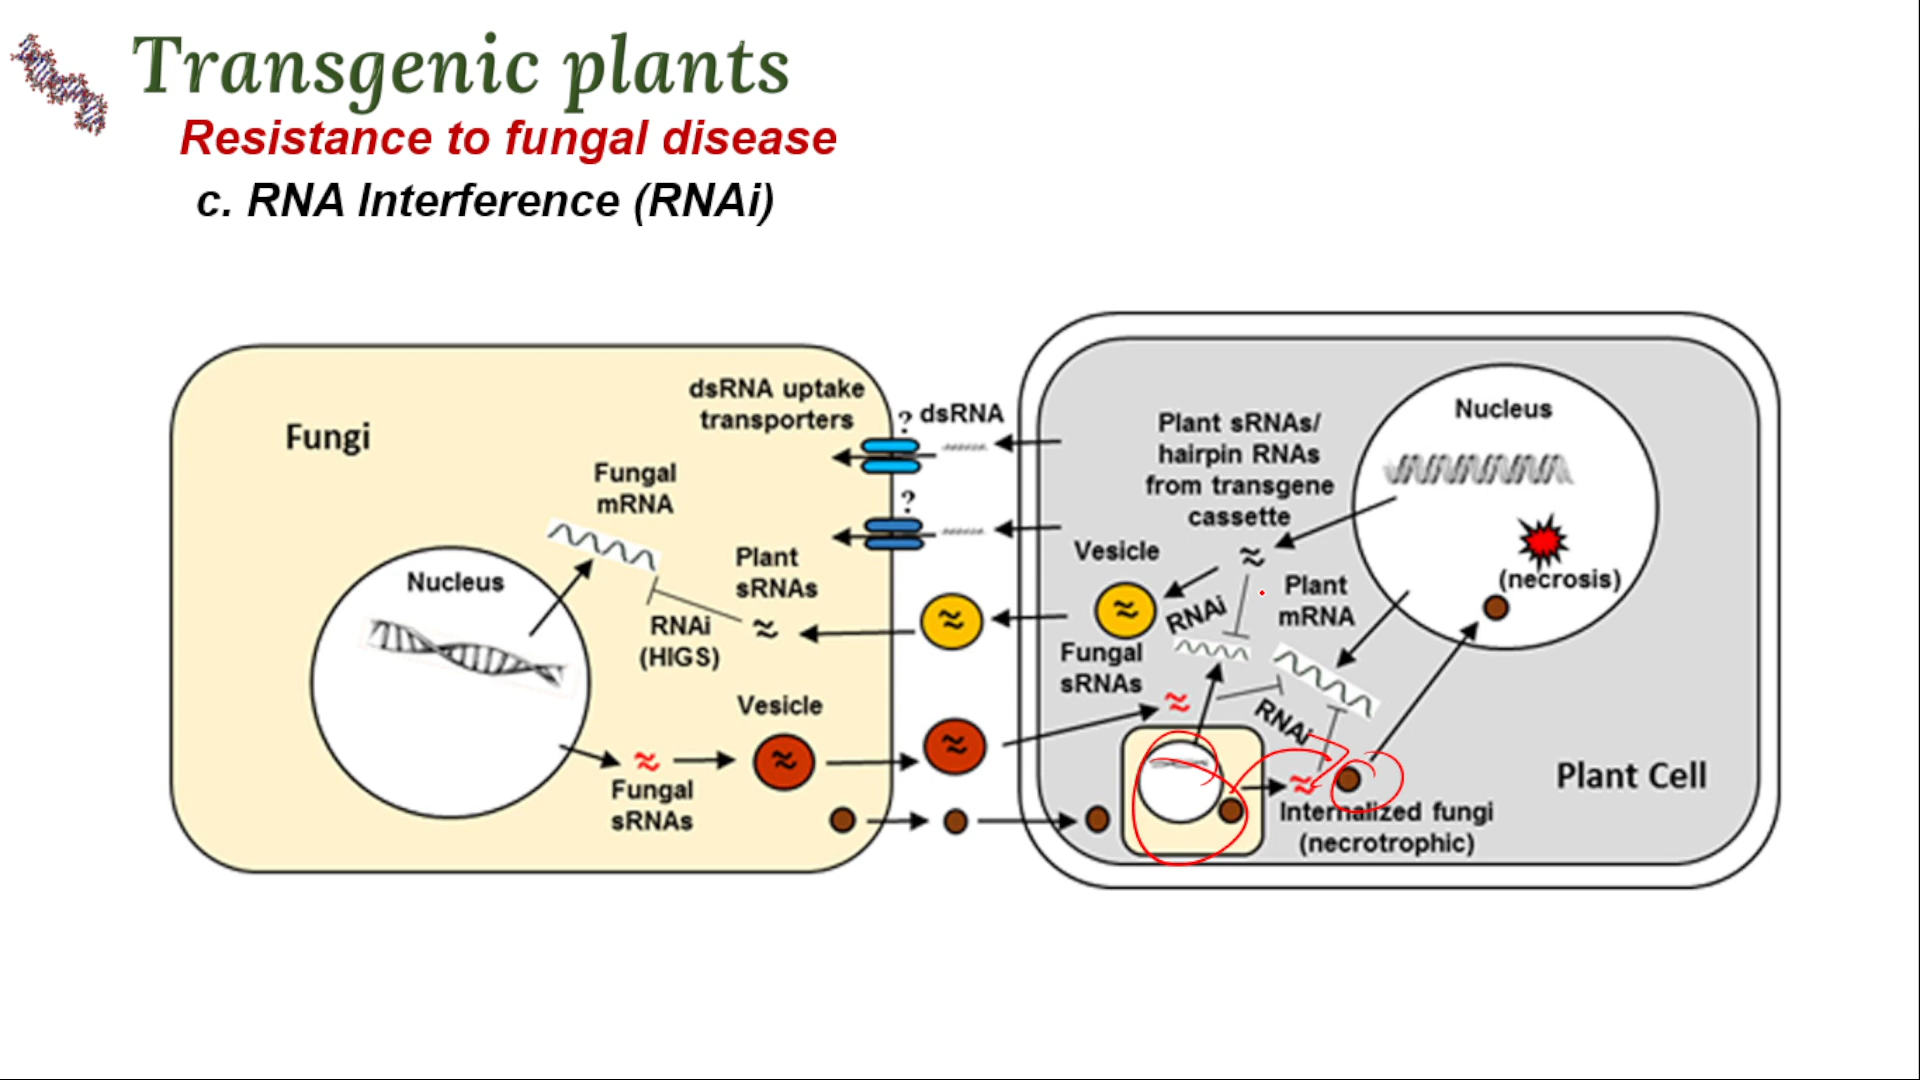 Transgenic plants
Resistance to fungal disease
c. RNA Interference (RNAi)
Fungi
dsRNA uptake
transporters
?
dsRNA
?
Fungal
mRNA
Plant
sRNAs
RNAi
(HIGS)
Nucleus
Vesicle
Fungal
sRNAs
Plant sRNAs/
hairpin RNAs
from transgene
cassette
Nucleus
(necrosis)
Vesicle
RNAi
Plant
mRNA
Fungal
sRNAs
RNAi
Internalized fungi
(necrotrophic)
Plant Cell